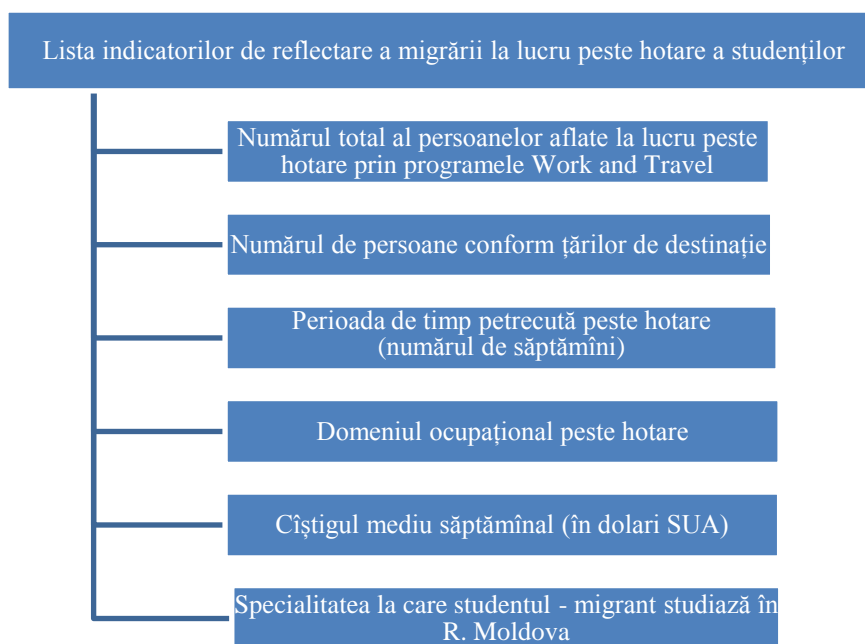 Lista indicatorilor de reflectare a migrării la lucru peste hotare a studenților
Numărul total al persoanelor aflate la lucru peste
hotare prin programele Work and Travel
Numărul de persoane conform țărilor de destinație
Perioada de timp petrecută peste hotare
(numărul de săptămîni)
Domeniul ocupațional peste hotare
Cîștigul mediu săptămînal (în dolari SUA)
Specialitatea la care studentul - migrant studiază în
R. Moldova